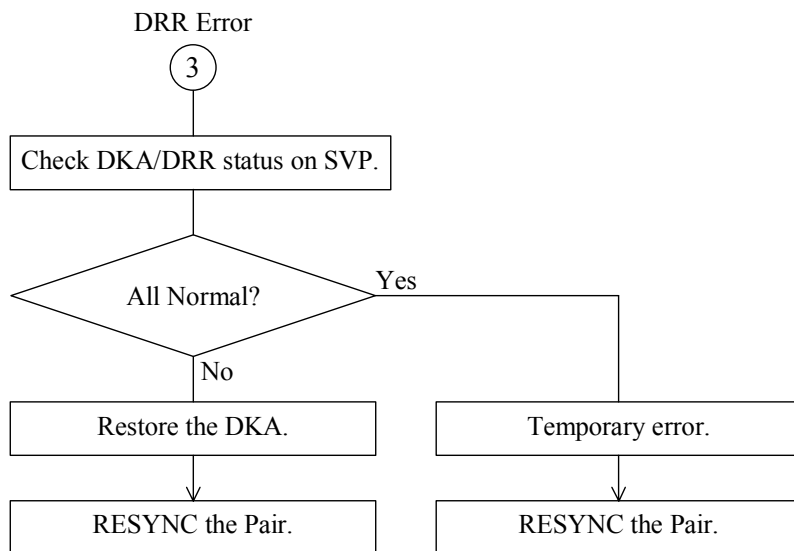 DRR Error
3
Check DKA/DRR status on SVP.
All Normal?
Yes
No
Restore the DKA.
Temporary error.
RESYNC the Pair.
RESYNC the Pair.